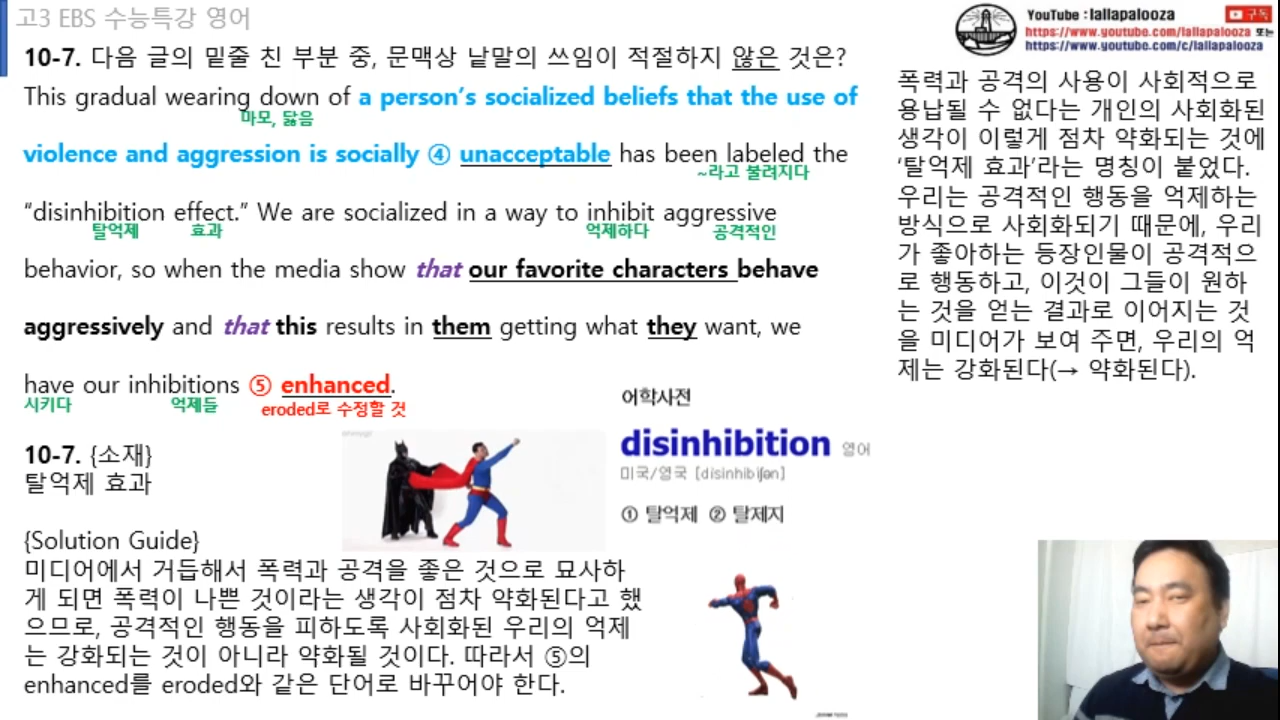 고3 EBS 수능특강 영어
YouTube : lallapalooza
구독
https://www.youtube.com/lallapalooza 또는
https://www.youtube.com/c/lallapalooza
10-7. 다음 글의 밑줄 친 부분 중, 문맥상 낱말의 쓰임이 적절하지 않은 것은?
This gradual wearing down of a person's socialized beliefs that the use of
마모, 닳음
violence and aggression is socially ④ unacceptable has been labeled the
~라고 불려지다
“disinhibition effect.” We are socialized in a way to inhibit aggressive
탈억제 효과 억제하다 공격적인
behavior, so when the media show that our favorite characters behave
aggressively and that this results in them getting what they want, we
have our inhibitions ⑤ enhanced.
시키다 억제들 eroded로 수정할 것
폭력과 공격의 사용이 사회적으로
용납될 수 없다는 개인의 사회화된
생각이 이렇게 점차 약화되는 것에
‘탈억제 효과’라는 명칭이 붙었다.
우리는 공격적인 행동을 억제하는
방식으로 사회화되기 때문에, 우리
가 좋아하는 등장인물이 공격적으
로 행동하고, 이것이 그들이 원하
는 것을 얻는 결과로 이어지는 것
을 미디어가 보여 주면, 우리의 억
제는 강화된다(→ 약화된다).
10-7. {소재}
탈억제 효과
어학사전
disinhibition 영어
미국/영국 [disinhibíʃən]
① 탈억제 ② 탈제지
{Solution Guide}
미디어에서 거듭해서 폭력과 공격을 좋은 것으로 묘사하
게 되면 폭력이 나쁜 것이라는 생각이 점차 약화된다고 했
으므로, 공격적인 행동을 피하도록 사회화된 우리의 억제
는 강화되는 것이 아니라 약화될 것이다. 따라서 ⑤의
enhanced를 eroded와 같은 단어로 바꾸어야 한다.